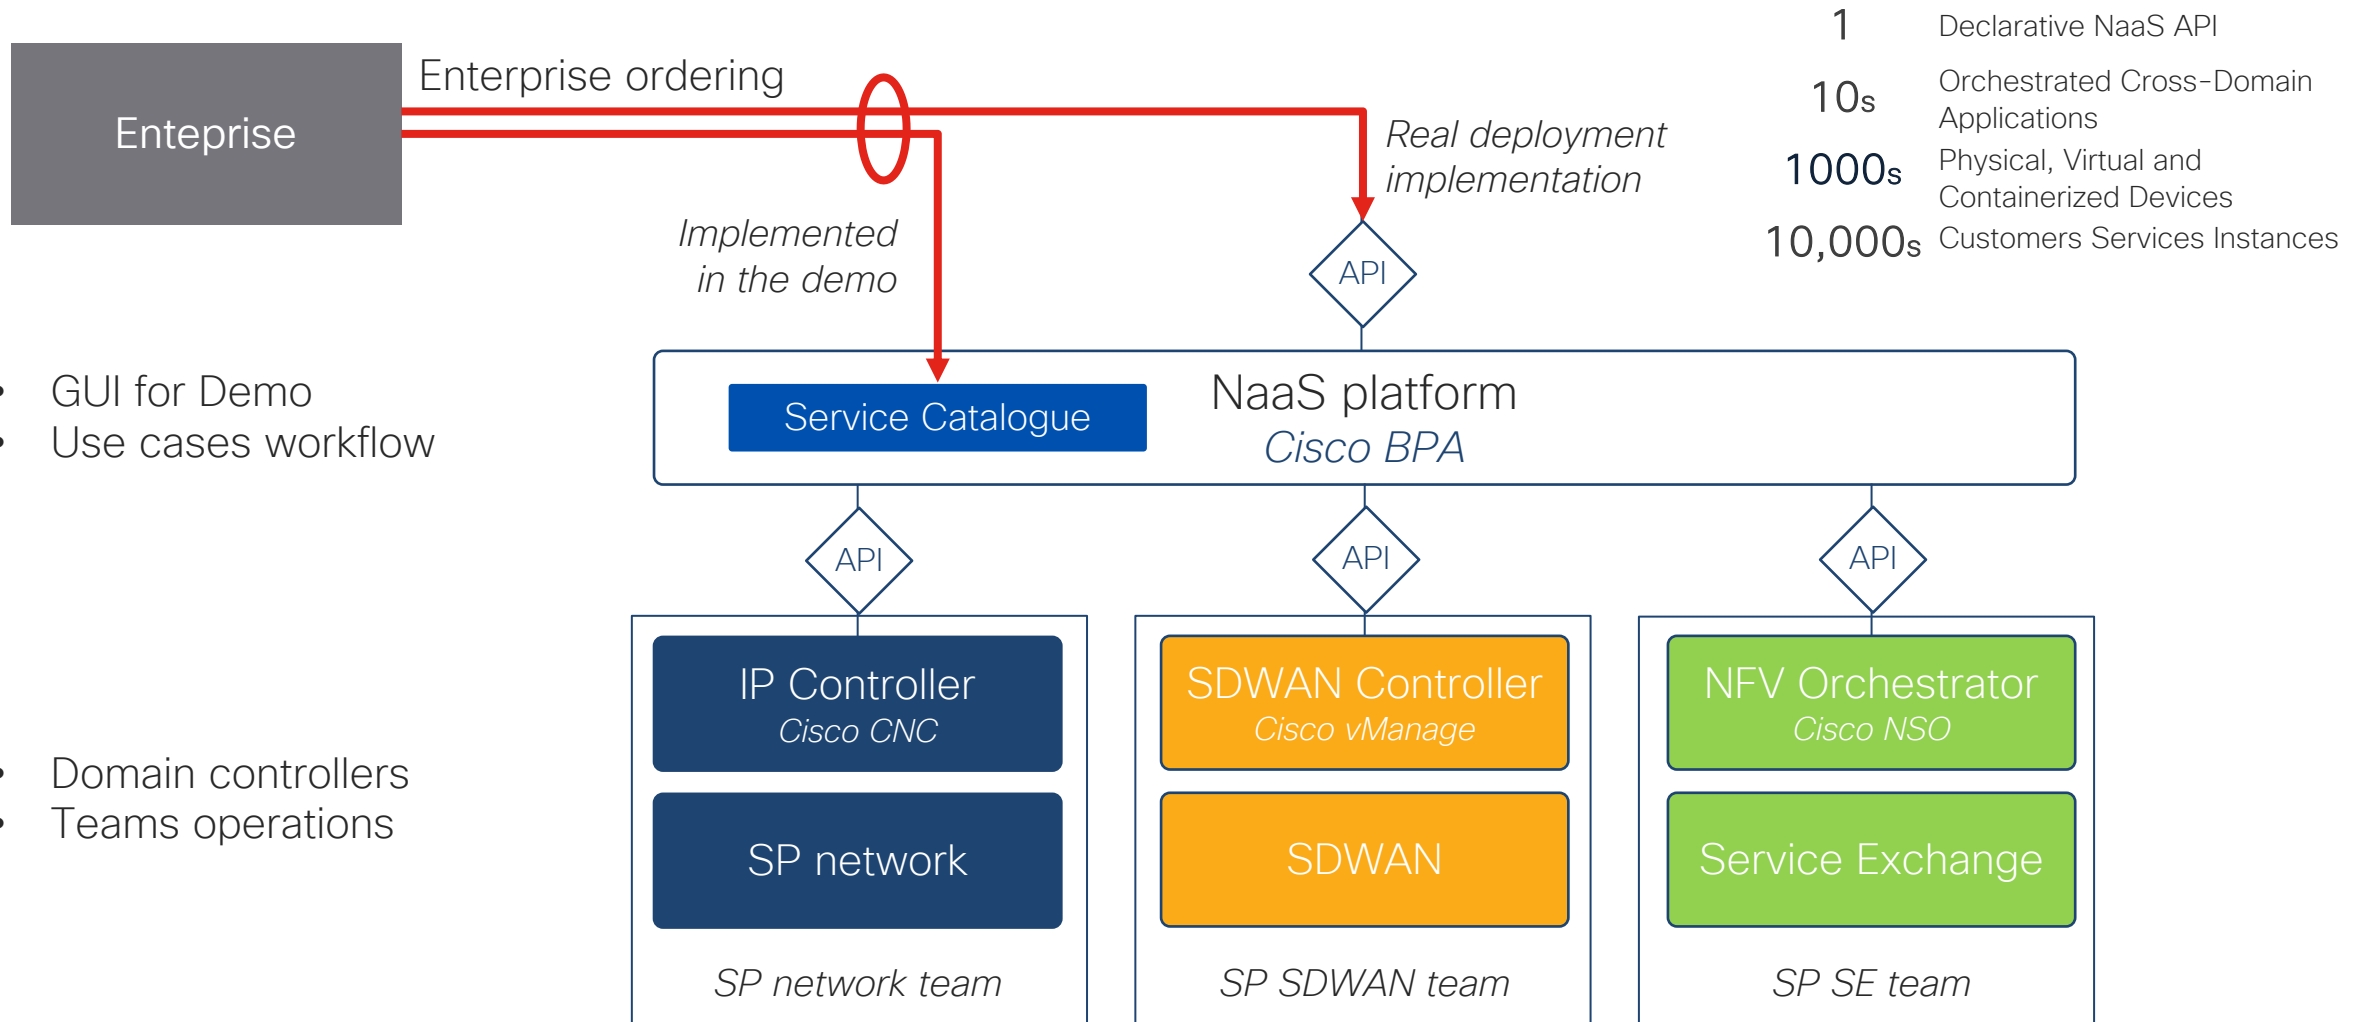 Enteprise
Enterprise ordering
Implemented
in the demo
Real deployment
implementation
1 Declarative NaaS API
10s Orchestrated Cross-Domain
Applications
1000s Physical, Virtual and
Containerized Devices
10,000s Customers Services Instances
API
• GUI for Demo
• Use cases workflow
Service Catalogue
NaaS platform
Cisco BPA
API
API
API
• Domain controllers
• Teams operations
IP Controller
Cisco CNC
SP network
SP network team
SDWAN Controller
Cisco vManage
SDWAN
SP SDWAN team
NFV Orchestrator
Cisco NSO
Service Exchange
SP SE team